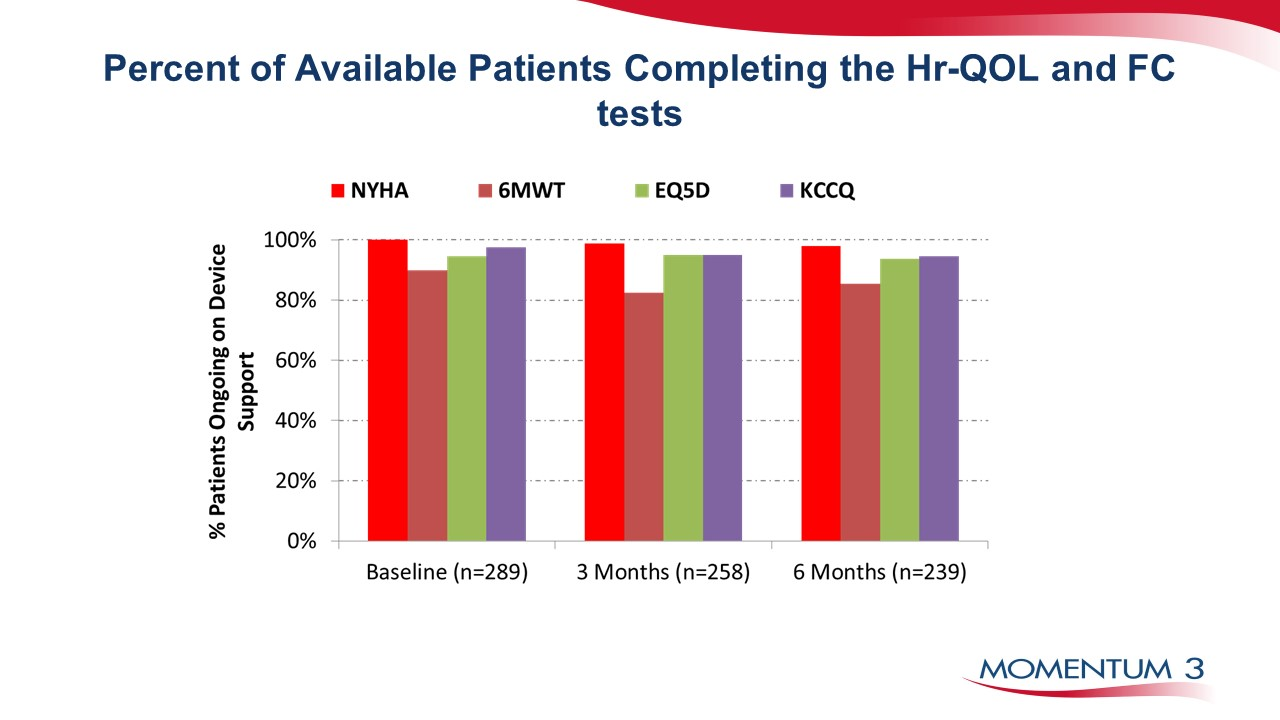 Percent of Available Patients Completing the Hr-QOL and FC
tests
NYHA
6MWT
EQ5D
KCCQ
% Patients Ongoing on Device
Support
100%
80%
60%
40%
20%
0%
Baseline (n=289)
3 Months (n=258)
6 Months (n=239)
MOMENTUM 3